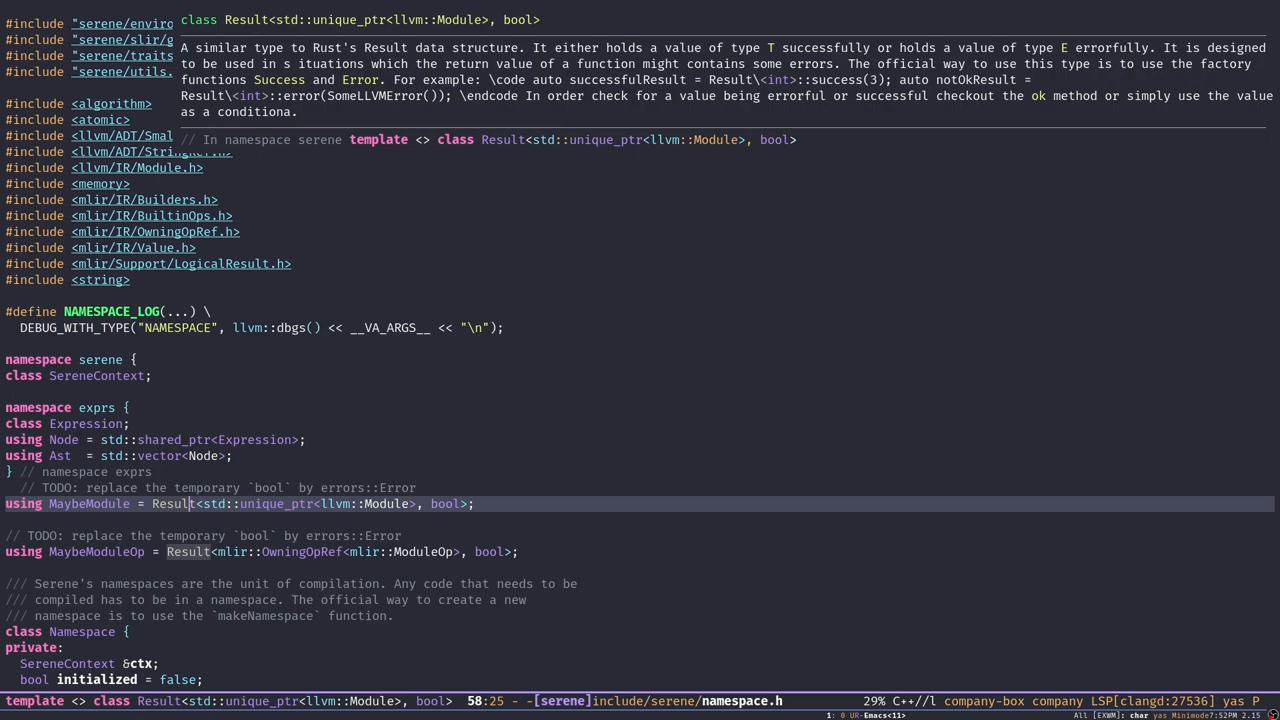 class Result<std::unique_ptr<llvm::Module>, bool>
A similar type to Rust's Result data structure. It either holds a value of type T successfully or holds a value of type E errorfully. It is designed
to be used in s ituations which the return value of a function might contains some errors. The official way to use this type is to use the factory
functions Success and Error. For example: \code auto successfulResult = Result\<int>::success(3); auto notOkResult =
Result\<int>::error(SomeLLVMError()); \endcode In order check for a value being errorful or successful checkout the ok method or simply use the value
as a conditiona.
// In namespace serene template <> class Result<std::unique_ptr<llvm::Module>, bool>
#include "serene/enviro
#include "serene/slir/g
#include "serene/traits
#include "serene/utils.
#include <algorithm>
#include <atomic>
#include <llvm/ADT/Smal
#include <llvm/ADT/StringRef.h>
#include <llvm/IR/Module.h>
#include <memory>
#include <mlir/IR/Builders.h>
#include <mlir/IR/BuiltinOps.h>
#include <mlir/IR/OwningOpRef.h>
#include <mlir/IR/Value.h>
#include <mlir/Support/LogicalResult.h>
#include <string>
#define NAMESPACE_LOG(...) \
DEBUG_WITH_TYPE("NAMESPACE", llvm::dbgs() << __VA_ARGS__ << "\n");
namespace serene {
class SereneContext;
namespace exprs {
class Expression;
using Node = std::shared_ptr<Expression>;
using Ast  = std::vector<Node>;
} // namespace exprs
// TODO: replace the temporary `bool` by errors::Error
using MaybeModule = Result<std::unique_ptr<llvm::Module>, bool>;
// TODO: replace the temporary `bool` by errors::Error
using MaybeModuleOp = Result<mlir::OwningOpRef<mlir::ModuleOp>, bool>;
/// Serene's namespaces are the unit of compilation. Any code that needs to be
/// compiled has to be in a namespace. The official way to create a new
/// namespace is to use the `makeNamespace` function.
class Namespace {
private:
SereneContext &ctx;
bool initialized = false;
template <> class Result<std::unique_ptr<llvm::Module>, bool>  58:25 - -[serene]include/serene/namespace.h 29% C++//l company-box company LSP[clangd:27536] yas P
1: 0 UR-Emacs<11> All [EXWM]: char yas Minimode7:52PM 2.15